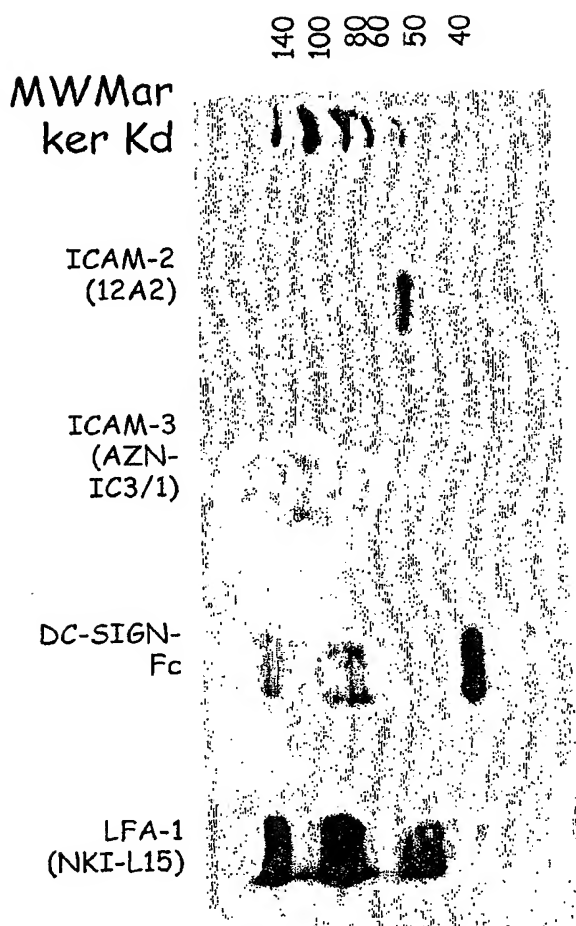 140
100
80
60
50
40
MWMar
ker Kd
ICAM-2
(12A2)
ICAM-3
(AZN-
IC3/1)
DC-SIGN-
Fc
LFA-1
(NKI-L15)